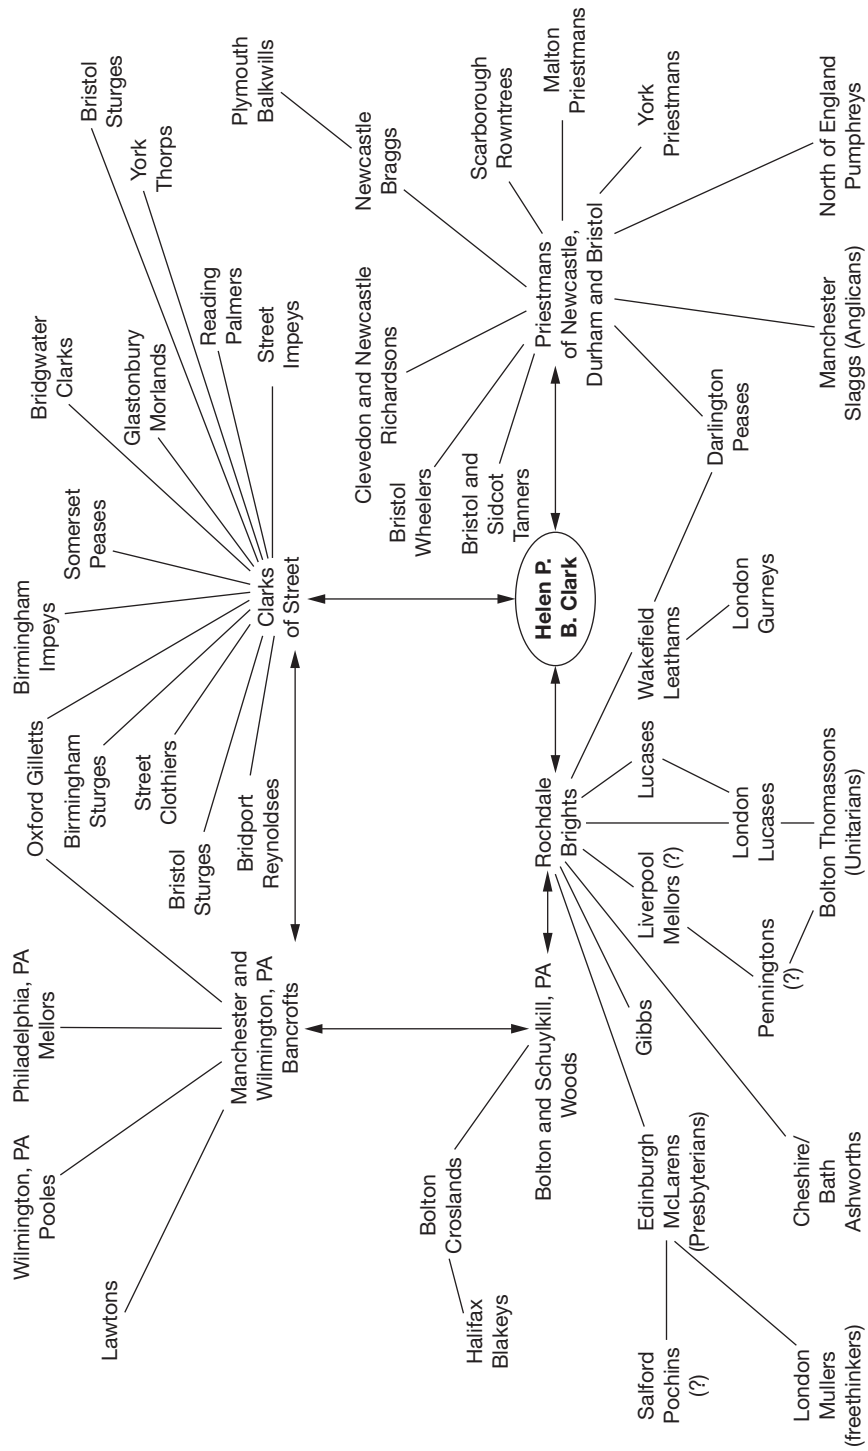 Lawtons
Wilmington, PA
Pooles
Philadelphia, PA
Mellors
Oxford Gilletts
Birmingham
Impeys
Somerset
Peases
Bridgwater
Clarks
Bristol
Sturges
York
Thorps
Glastonbury
Morlands
Reading
Palmers
Street
Impeys
Birmingham
Sturges
Street
Clothiers
Bristol
Sturges
Bridport
Reynoldses
Manchester and
Wilmington, PA
Bancrofts
Clarks
of Street
Plymouth
Balkwills
Newcastle
Braggs
Clevedon and Newcastle
Richardsons
Bristol
Wheelers
Bristol and
Sidcot
Tanners
Scarborough
Rowntrees
Malton
Priestmans
York
Priestmans
Halifax
Blakeys
Bolton
Croslands
Bolton and Schuylkill, PA
Woods
Rochdale
Brights
Helen P.
B. Clark
Priestmans
of Newcastle,
Durham and Bristol
Salford
Pochins
(?)
Edinburgh
McLarens
(Presbyterians)
Gibbs
Liverpool
Mellors (?)
Lucases
Wakefield
Leathams
Darlington
Peases
London
Gurneys
London
Mullers
(freethinkers)
Cheshire/
Bath
Ashworths
Penningtons
(?)
London
Lucases
Bolton Thomassons
(Unitarians)
Manchester
Slaggs (Anglicans)
North of England
Pumphreys